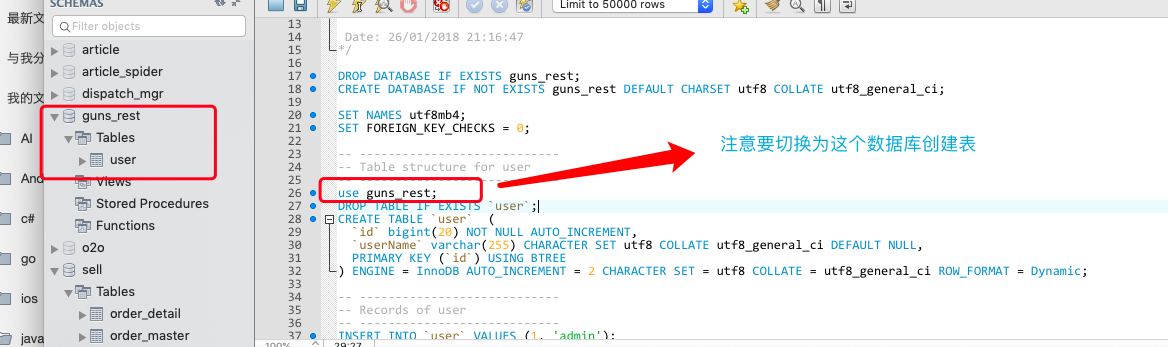 最新文
与我分
我的文
AI
And
c#
go
ios
java
SCHEMAS
Filter objects
article
article_spider
dispatch_mgr
guns_rest
Tables
user
Views
Stored Procedures
Functions
o2o
sell
Tables
order_detail
order_master
Limit to 50000 rows
13
14 Date: 26/01/2018 21:16:47
15 */
16
17 DROP DATABASE IF EXISTS guns_rest;
18 CREATE DATABASE IF NOT EXISTS guns_rest DEFAULT CHARSET utf8 COLLATE utf8_general_ci;
19
20 SET NAMES utf8mb4;
21 SET FOREIGN_KEY_CHECKS = 0;
22
23 -- ----------------------------
24 -- Table structure for user
25 -- ----------------------------
26 use guns_rest;
27 DROP TABLE IF EXISTS `user`;
28 CREATE TABLE `user` (
29 `id` bigint(20) NOT NULL AUTO_INCREMENT,
30 `userName` varchar(255) CHARACTER SET utf8 COLLATE utf8_general_ci DEFAULT NULL,
31 PRIMARY KEY (`id`) USING BTREE
32 ) ENGINE = InnoDB AUTO_INCREMENT = 2 CHARACTER SET = utf8 COLLATE = utf8_general_ci ROW_FORMAT = Dynamic;
33
34 -- ----------------------------
35 -- Records of user
36 -- ----------------------------
37 INSERT INTO `user` VALUES (1, 'admin');
注意要切换为这个数据库创建表
100%
29:27